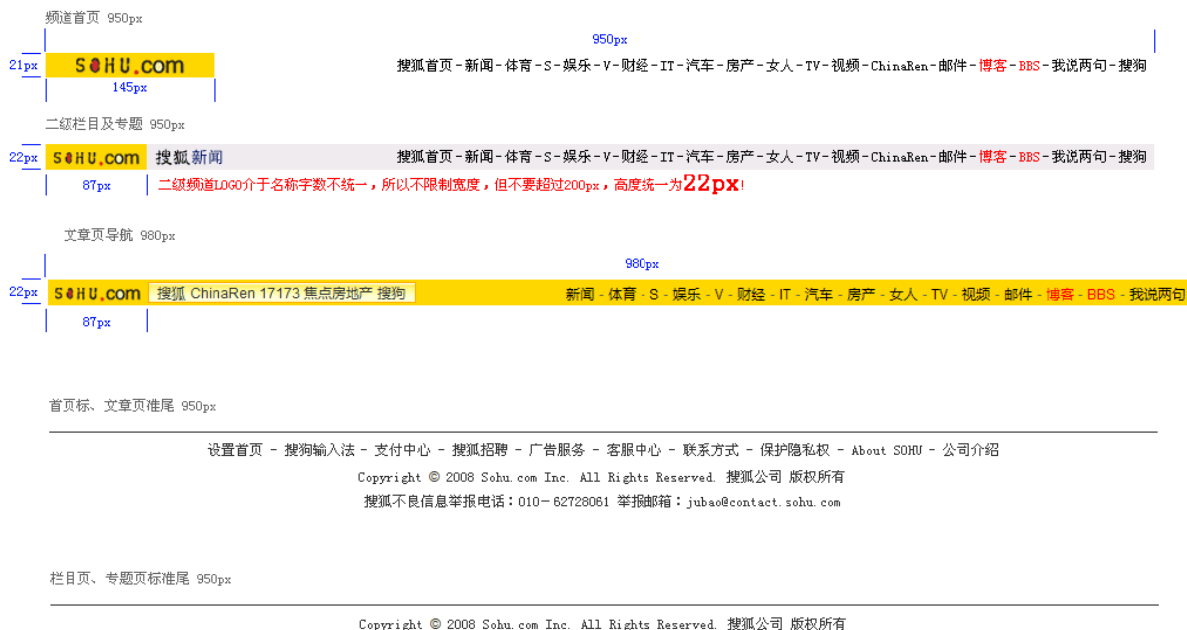 频道首页 950px
950px
21px SOHU.com 搜狐首页-新闻-体育-S-娱乐-V-财经-IT-汽车-房产-女人-TV-视频-ChinaRen-邮件-博客-BBS-我说两句-搜狗
145px
二级栏目及专题 950px
22px SOHU.com 搜狐新闻 搜狐首页-新闻-体育-S-娱乐-V-财经-IT-汽车-房产-女人-TV-视频-ChinaRen-邮件-博客-BBS-我说两句-搜狗
87px 二级频道LOGO介于名称字数不统一，所以不限制宽度，但不要超过200px，高度统一为22px!
文章页导航 980px
980px
22px SOHU.com 搜狐 ChinaRen 17173 焦点房地产 搜狗 新闻 - 体育 - S - 娱乐 - V - 财经 - IT - 汽车 - 房产 - 女人 - TV - 视频 - 邮件 - 博客 - BBS - 我说两句
87px
首页标、文章页准尾 950px
设置首页 - 搜狗输入法 - 支付中心 - 搜狐招聘 - 广告服务 - 客服中心 - 联系方式 - 保护隐私权 - About SOHU - 公司介绍
Copyright © 2008 Sohu.com Inc. All Rights Reserved. 搜狐公司 版权所有
搜狐不良信息举报电话：010－62728061 举报邮箱：jubao@contact.sohu.com
栏目页、专题页标准尾 950px
Copyright © 2008 Sohu.com Inc. All Rights Reserved. 搜狐公司 版权所有